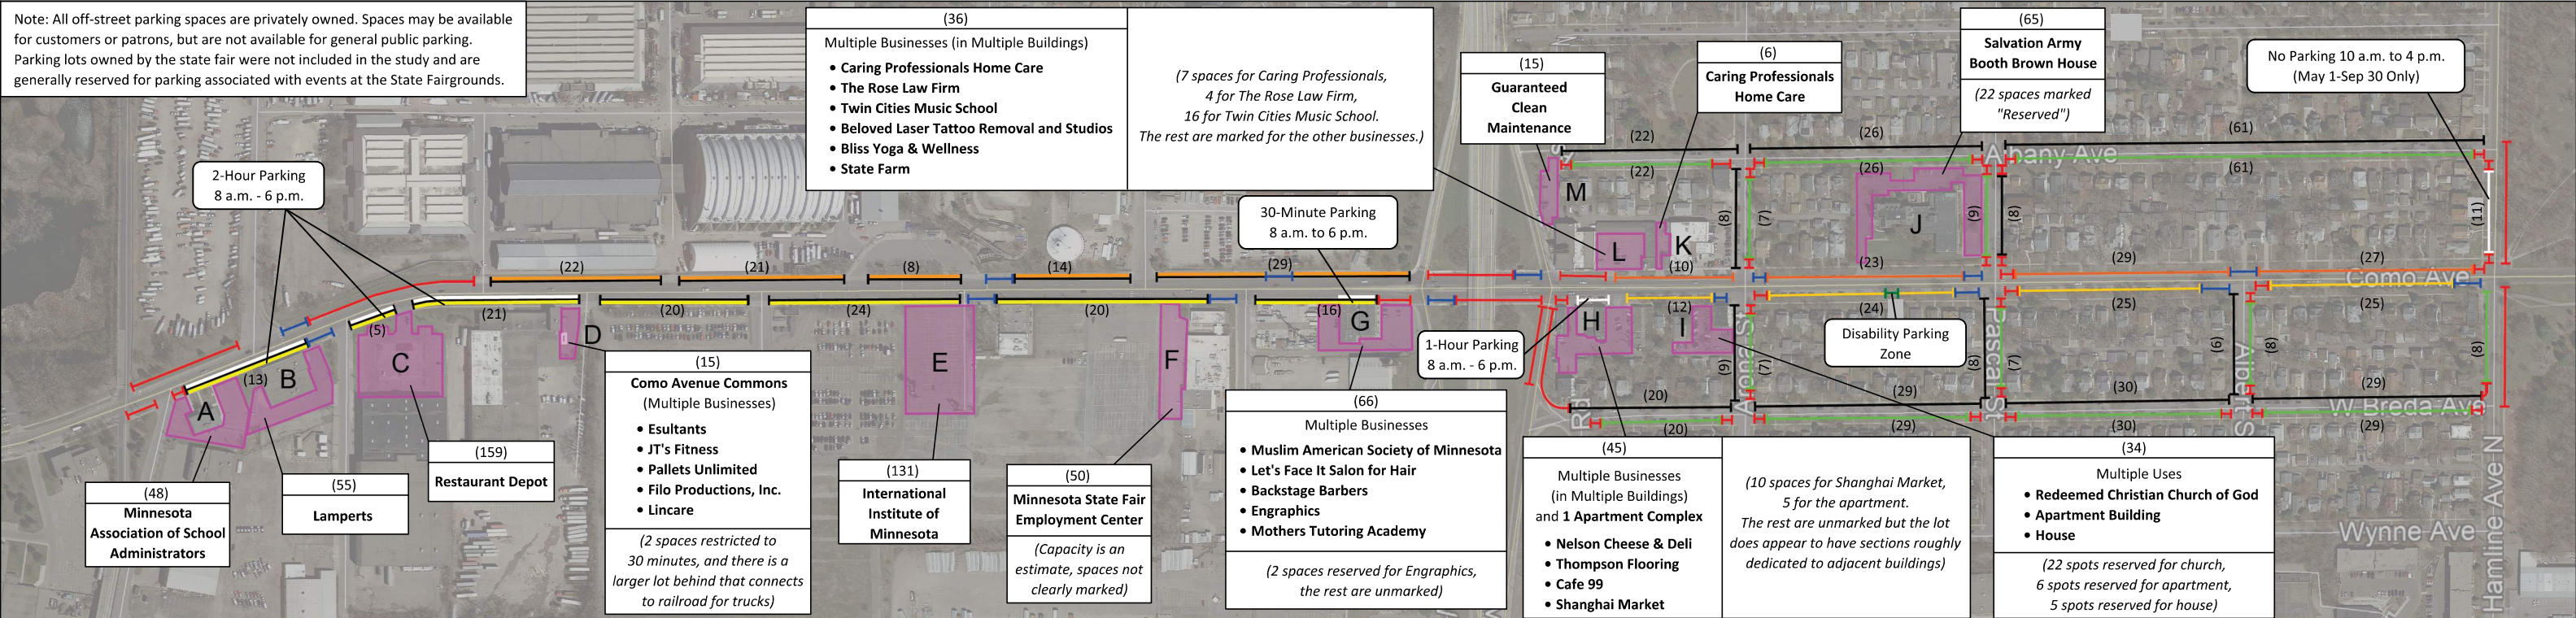 Note: All off-street parking spaces are privately owned. Spaces may be available
for customers or patrons, but are not available for general public parking.
Parking lots owned by the state fair were not included in the study and are
generally reserved for parking associated with events at the State Fairgrounds.
(36)
Multiple Businesses (in Multiple Buildings)
• Caring Professionals Home Care
• The Rose Law Firm
• Twin Cities Music School
• Beloved Laser Tattoo Removal and Studios
• Bliss Yoga & Wellness
• State Farm
(7 spaces for Caring Professionals,
4 for The Rose Law Firm,
16 for Twin Cities Music School.
The rest are marked for the other businesses.)
(15)
Guaranteed
Clean
Maintenance
(6)
Caring Professionals
Home Care
(65)
Salvation Army
Booth Brown House
(22 spaces marked
"Reserved")
No Parking 10 a.m. to 4 p.m.
(May 1-Sep 30 Only)
2-Hour Parking
8 a.m. - 6 p.m.
30-Minute Parking
8 a.m. to 6 p.m.
(22)
(26)
(61)
Albany Ave
(22)
(26)
(61)
M
L
K
J
(8)
(7)
(9)
(8)
(11)
(22)
(21)
(8)
(14)
(29)
(10)
(23)
(29)
(27)
Como Ave
(13)
(5)
(21)
(20)
(24)
(20)
(16)
(12)
(24)
(25)
(25)
A
B
C
D
E
F
G
H
I
1-Hour Parking
8 a.m. - 6 p.m.
Disability Parking
Zone
(9)
(7)
(8)
(7)
(6)
(8)
(8)
Pascal St
(20)
(29)
(30)
(29)
W Breda Ave
(20)
(29)
(30)
(29)
Wynne Ave
Hamline Ave N
(48)
Minnesota
Association of School
Administrators
(55)
Lamperts
(159)
Restaurant Depot
(15)
Como Avenue Commons
(Multiple Businesses)
• Esultants
• JT's Fitness
• Pallets Unlimited
• Filo Productions, Inc.
• Lincare
(2 spaces restricted to
30 minutes, and there is a
larger lot behind that connects
to railroad for trucks)
(131)
International
Institute of
Minnesota
(50)
Minnesota State Fair
Employment Center
(Capacity is an
estimate, spaces not
clearly marked)
(66)
Multiple Businesses
• Muslim American Society of Minnesota
• Let's Face It Salon for Hair
• Backstage Barbers
• Engraphics
• Mothers Tutoring Academy
(2 spaces reserved for Engraphics,
the rest are unmarked)
(45)
Multiple Businesses
(in Multiple Buildings)
and 1 Apartment Complex
• Nelson Cheese & Deli
• Thompson Flooring
• Cafe 99
• Shanghai Market
(10 spaces for Shanghai Market,
5 for the apartment.
The rest are unmarked but the lot
does appear to have sections roughly
dedicated to adjacent buildings)
(34)
Multiple Uses
• Redeemed Christian Church of God
• Apartment Building
• House
(22 spots reserved for church,
6 spots reserved for apartment,
5 spots reserved for house)